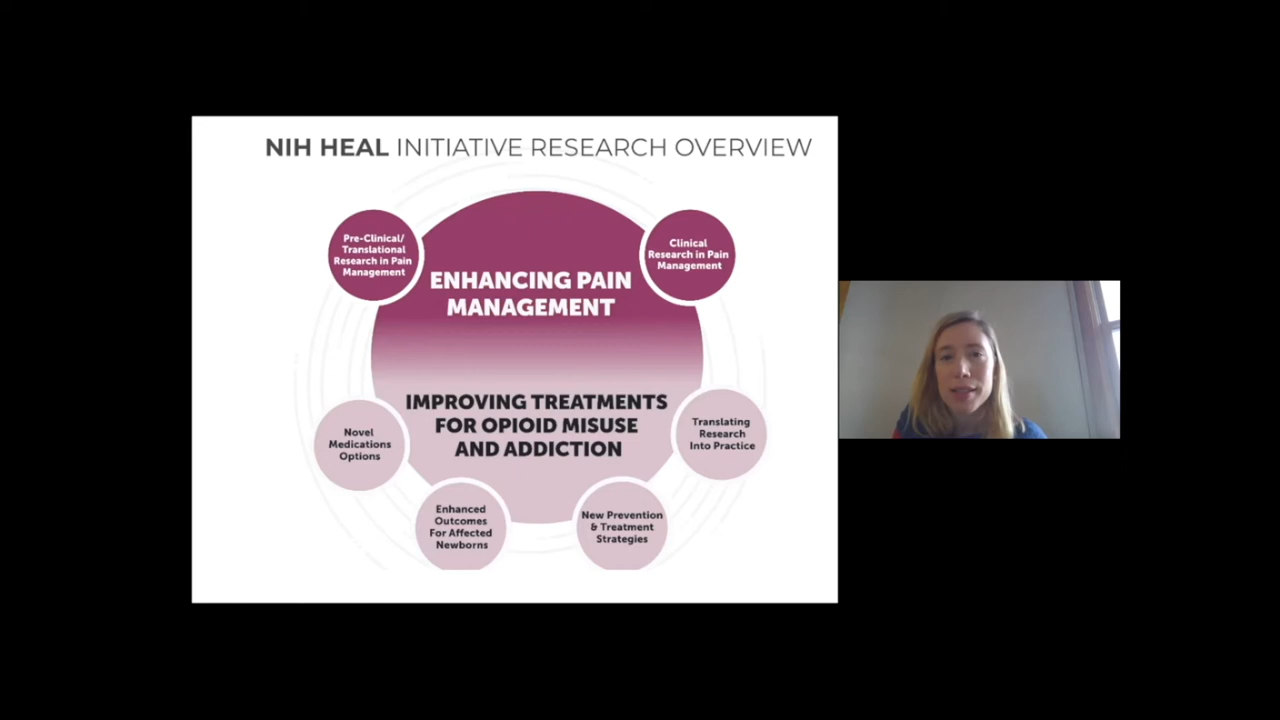 NIH HEAL INITIATIVE RESEARCH OVERVIEW
Pre-Clinical/
Translational
Research in Pain
Management
Clinical
Research in Pain
Management
ENHANCING PAIN
MANAGEMENT
IMPROVING TREATMENTS
FOR OPIOID MISUSE
AND ADDICTION
Novel
Medications
Options
Translating
Research
Into Practice
Enhanced
Outcomes
For Affected
Newborns
New Prevention
& Treatment
Strategies